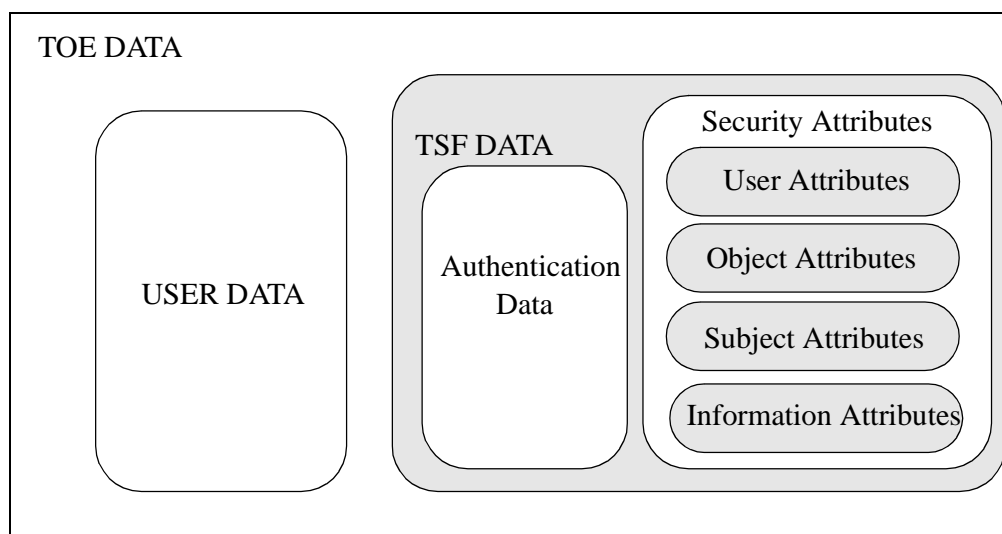 TOE DATA
USER DATA
TSF DATA
Authentication
Data
Security Attributes
User Attributes
Object Attributes
Subject Attributes
Information Attributes